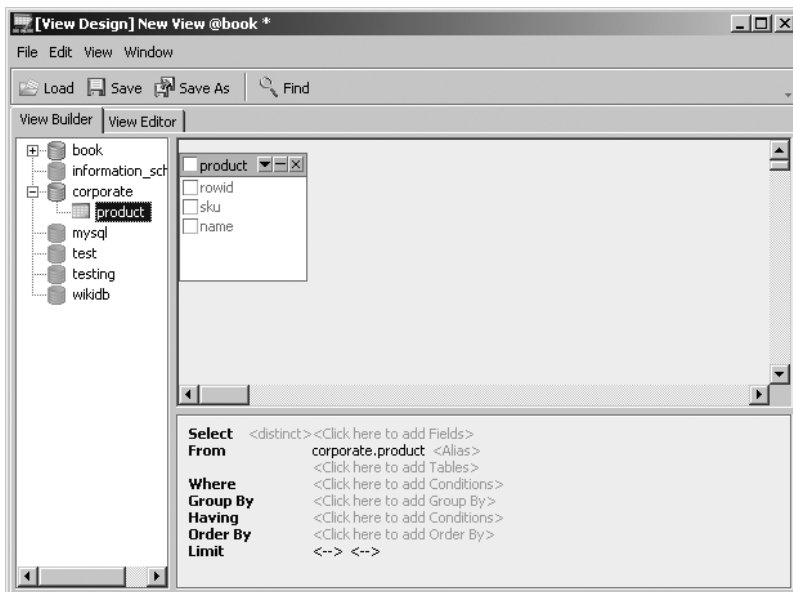 [View Design] New View @book *
File Edit View Window
Load Save Save As Find
View Builder View Editor
book
information_sch
corporate
product
mysql
test
testing
wikidb
product
rowid
sku
name
Select <distinct> <Click here to add Fields>
From corporate.product <Alias>
<Click here to add Tables>
Where <Click here to add Conditions>
Group By <Click here to add Group By>
Having <Click here to add Conditions>
Order By <Click here to add Order By>
Limit <--> <-->